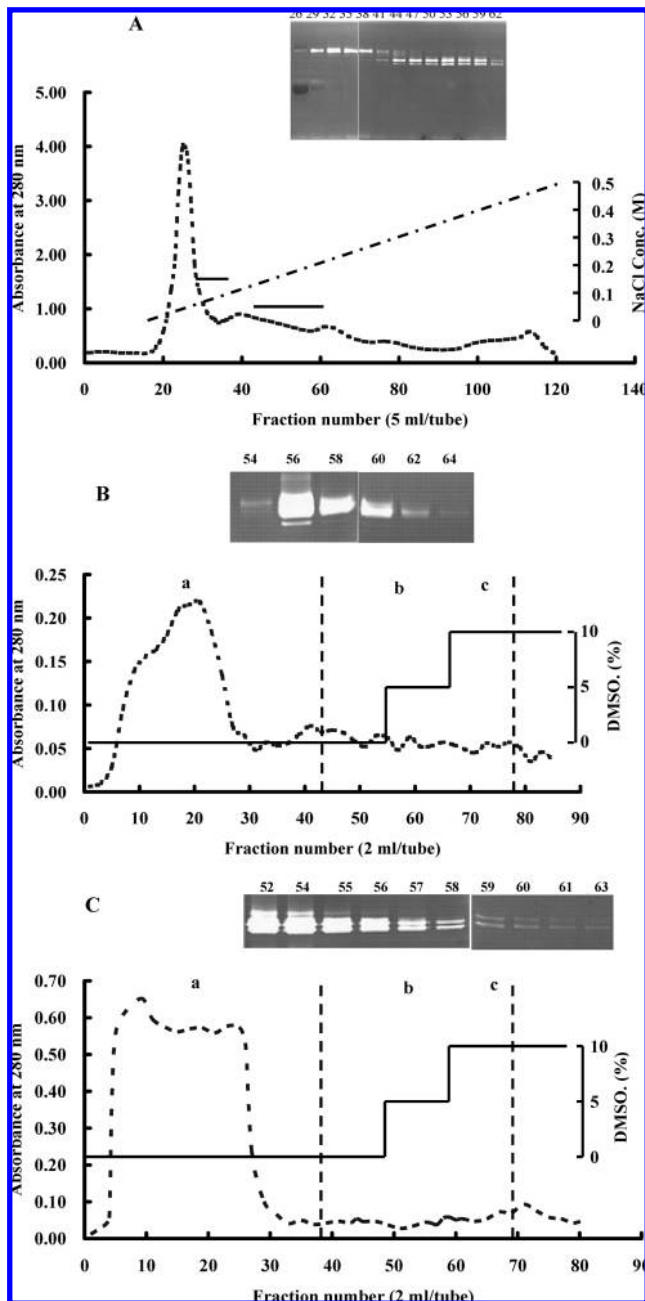 A
26 29 32 35 38 41 44 47 50 53 56 59 62
5.00
4.00
3.00
2.00
1.00
0.00
Absorbance at 280 nm
0.5
0.4
0.3
0.2
0.1
0
NaCl Conc. (M)
0 20 40 60 80 100 120 140
Fraction number (5 ml/tube)
B
54 56 58 60 62 64
a b c
0.25
0.20
0.15
0.10
0.05
0.00
Absorbance at 280 nm
10
5
0
DMSO. (%)
0 10 20 30 40 50 60 70 80 90
Fraction number (2 ml/tube)
C
52 54 55 56 57 58 59 60 61 63
a b c
0.70
0.60
0.50
0.40
0.30
0.20
0.10
0.00
Absorbance at 280 nm
10
5
0
DMSO. (%)
0 10 20 30 40 50 60 70 80 90
Fraction number (2 ml/tube)